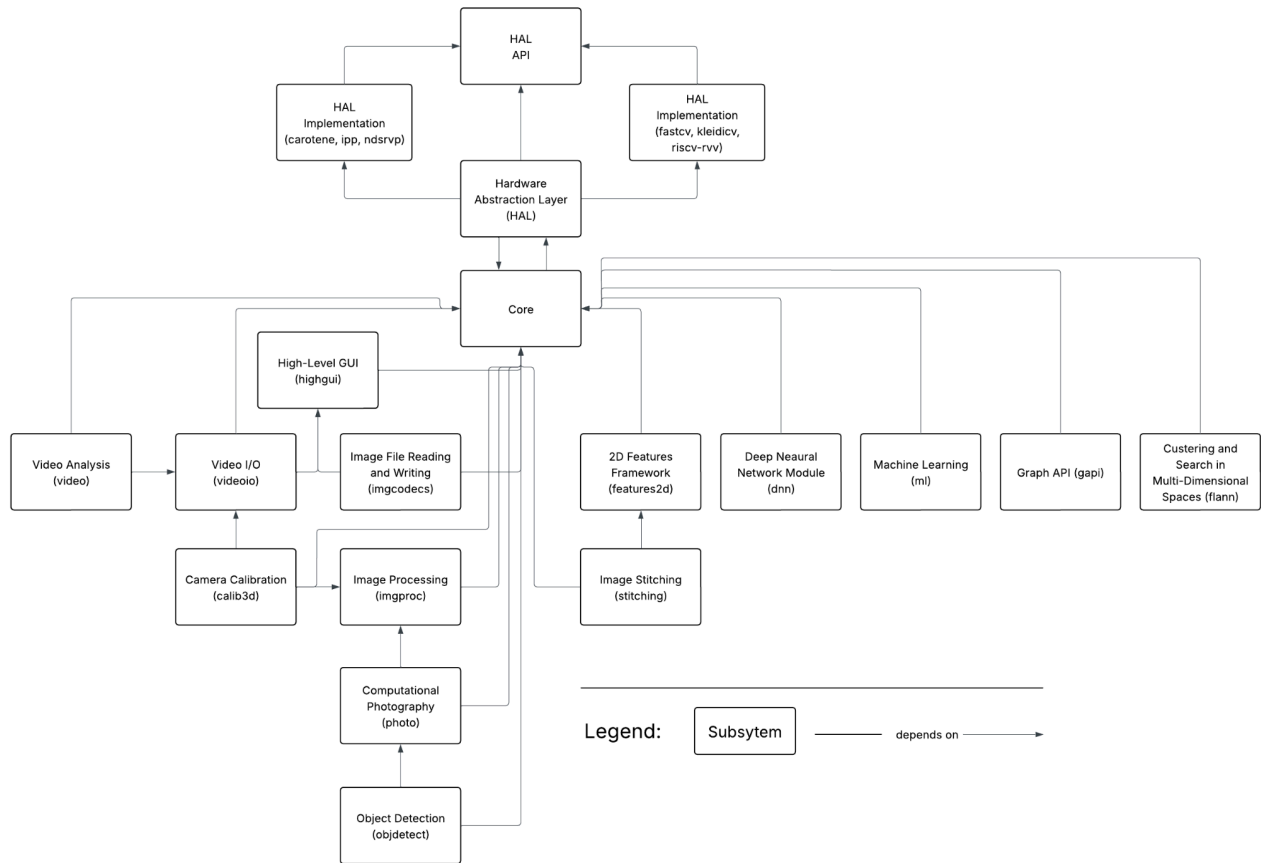 HAL
API
HAL
Implementation
(carotene, ipp, ndsrvp)
HAL
Implementation
(fastcv, kleidicv,
riscv-rvv)
Hardware
Abstraction Layer
(HAL)
Core
High-Level GUI
(highgui)
Video Analysis
(video)
Video I/O
(videoio)
Image File Reading
and Writing
(imgcodecs)
2D Features
Framework
(features2d)
Deep Neaural
Network Module
(dnn)
Machine Learning
(ml)
Graph API (gapi)
Custering and
Search in
Multi-Dimensional
Spaces (flann)
Camera Calibration
(calib3d)
Image Processing
(imgproc)
Image Stitching
(stitching)
Computational
Photography
(photo)
Legend:
Subsytem
depends on
Object Detection
(objdetect)